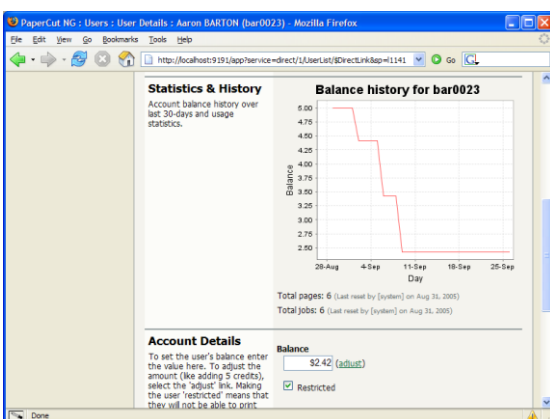 PaperCut NG : Users : User Details : Aaron BARTON (bar0023) - Mozilla Firefox
File Edit View Go Bookmarks Tools Help
http://localhost:9191/app?service=direct/1/UserList/$DirectLink&sp=l1141 Go
Statistics & History
Account balance history over
last 30-days and usage
statistics.
Balance history for bar0023
5.00
4.75
4.50
4.25
4.00
3.75
3.50
3.25
3.00
2.75
2.50
Balance
28-Aug 4-Sep 11-Sep 18-Sep 25-Sep
Day
Total pages: 6 (Last reset by [system] on Aug 31, 2005)
Total jobs: 6 (Last reset by [system] on Aug 31, 2005)
Account Details
To set the user's balance enter
the value here. To adjust the
amount (like adding 5 credits),
select the 'adjust' link. Making
the user 'restricted' means that
they will not be able to print
Balance
$2.42 (adjust)
Restricted
Done